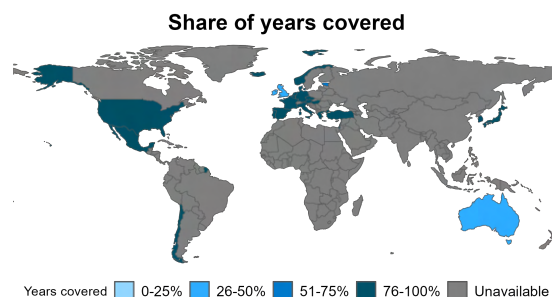 Share of years covered
Years covered 0-25% 26-50% 51-75% 76-100% Unavailable